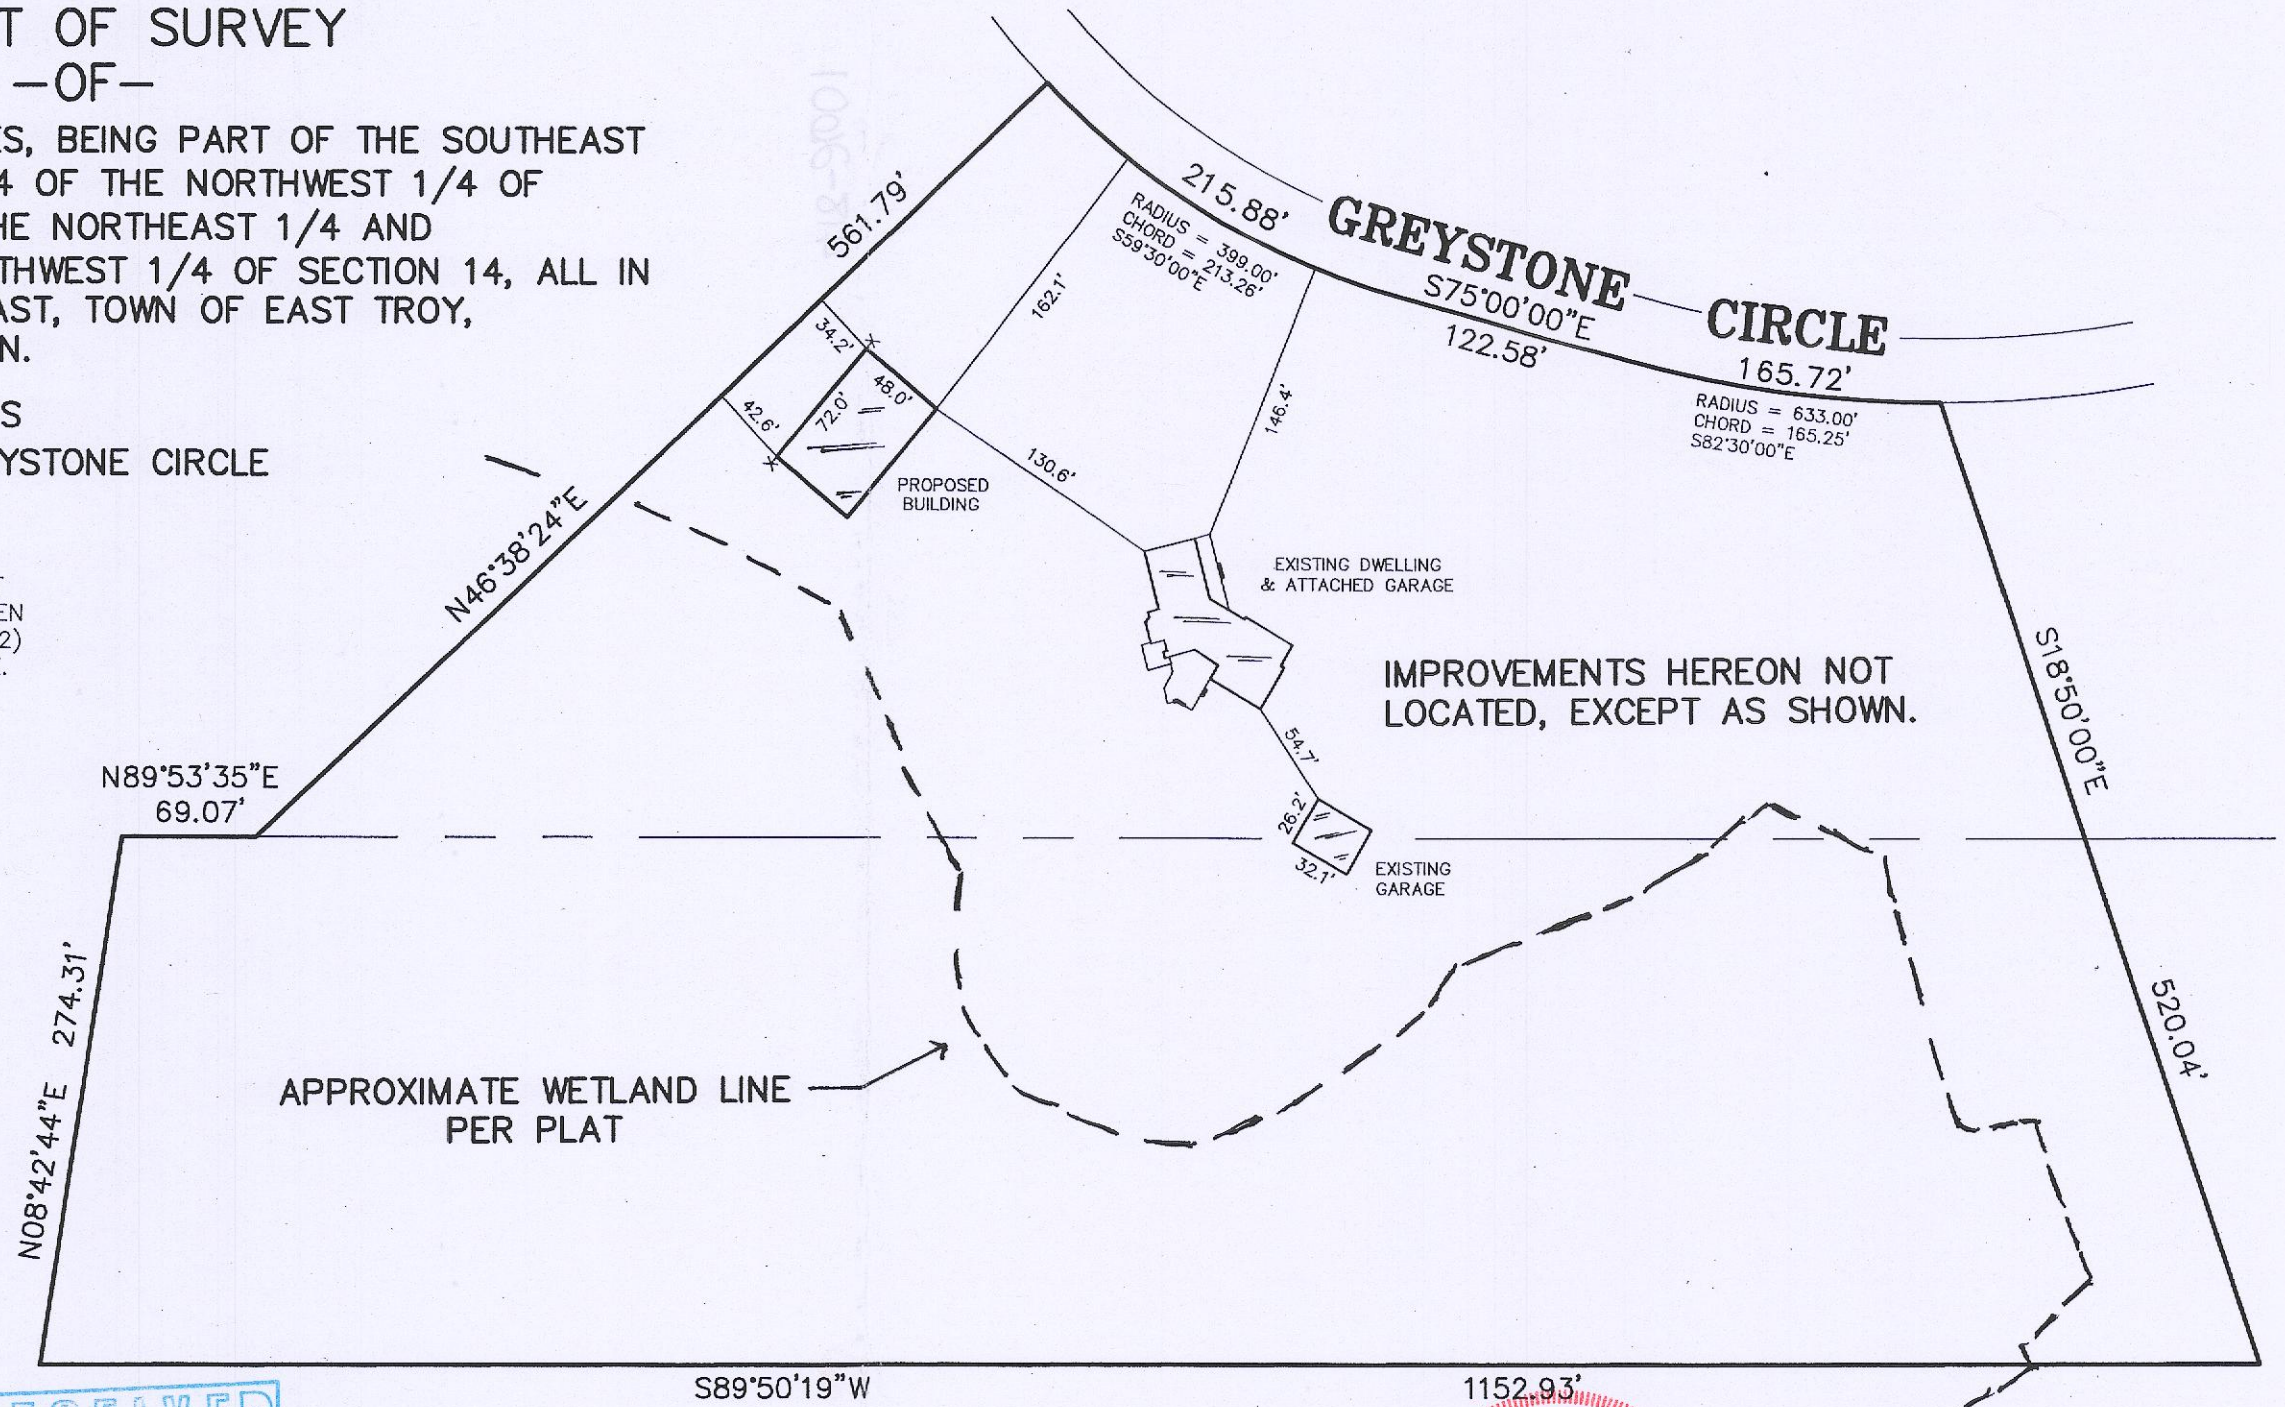 T OF SURVEY
-OF-
ES, BEING PART OF THE SOUTHEAST
4 OF THE NORTHWEST 1/4 OF
HE NORTHEAST 1/4 AND
THWEST 1/4 OF SECTION 14, ALL IN
AST, TOWN OF EAST TROY,
N.
S
YSTONE CIRCLE
EN
2)
561.79'
N46°38'24"E
N89°53'35"E
69.07'
274.31'
N08°42'44"E
215.88'
RADIUS = 399.00'
CHORD = 213.26'
S59°30'00"E
GREYSTONE CIRCLE
S75°00'00"E
122.58'
165.72'
RADIUS = 633.00'
CHORD = 165.25'
S82°30'00"E
162.1'
146.4'
34.2'
42.6'
48.0'
72.0'
PROPOSED
BUILDING
130.6'
EXISTING DWELLING
& ATTACHED GARAGE
IMPROVEMENTS HEREON NOT
LOCATED, EXCEPT AS SHOWN.
S18°50'00"E
520.04'
54.7'
26.2'
32.1'
EXISTING
GARAGE
APPROXIMATE WETLAND LINE
PER PLAT
S89°50'19"W
1152.93'